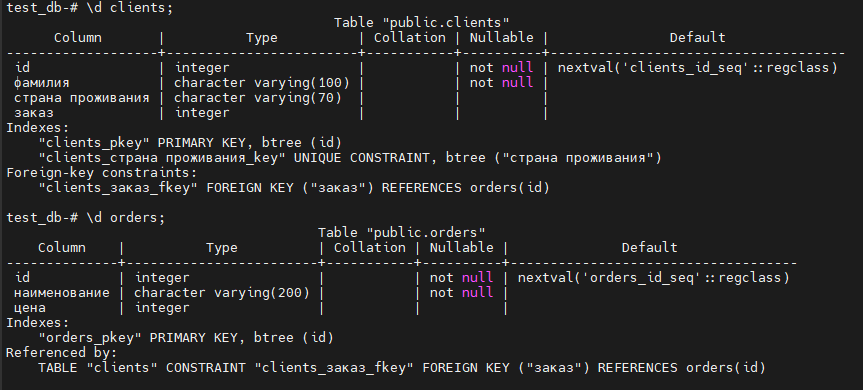 test_db-# \d clients;
                                         Table "public.clients"
      Column      |          Type          | Collation | Nullable |               Default
------------------+------------------------+-----------+----------+-------------------------------------
 id               | integer                |           | not null | nextval('clients_id_seq'::regclass)
 фамилия          | character varying(100) |           | not null |
 страна проживания | character varying(70)  |           |          |
 заказ            | integer                |           |          |
Indexes:
    "clients_pkey" PRIMARY KEY, btree (id)
    "clients_страна проживания_key" UNIQUE CONSTRAINT, btree ("страна проживания")
Foreign-key constraints:
    "clients_заказ_fkey" FOREIGN KEY ("заказ") REFERENCES orders(id)
test_db-# \d orders;
                                       Table "public.orders"
    Column    |          Type          | Collation | Nullable |              Default
--------------+------------------------+-----------+----------+------------------------------------
 id           | integer                |           | not null | nextval('orders_id_seq'::regclass)
 наименование | character varying(200) |           | not null |
 цена         | integer                |           |          |
Indexes:
    "orders_pkey" PRIMARY KEY, btree (id)
Referenced by:
    TABLE "clients" CONSTRAINT "clients_заказ_fkey" FOREIGN KEY ("заказ") REFERENCES orders(id)